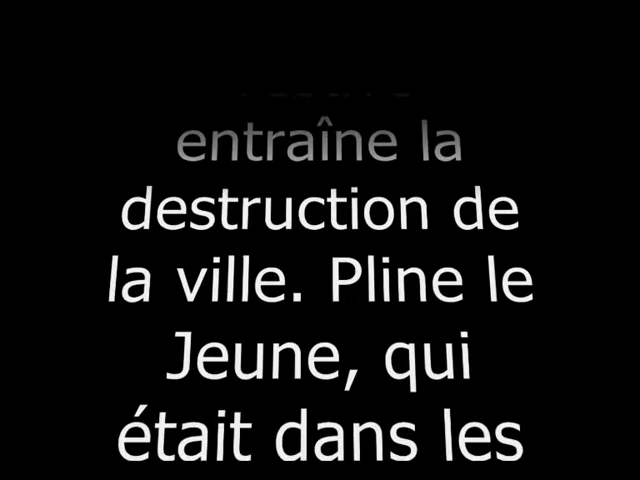 entraîne la
destruction de
la ville. Pline le
Jeune, qui
était dans les